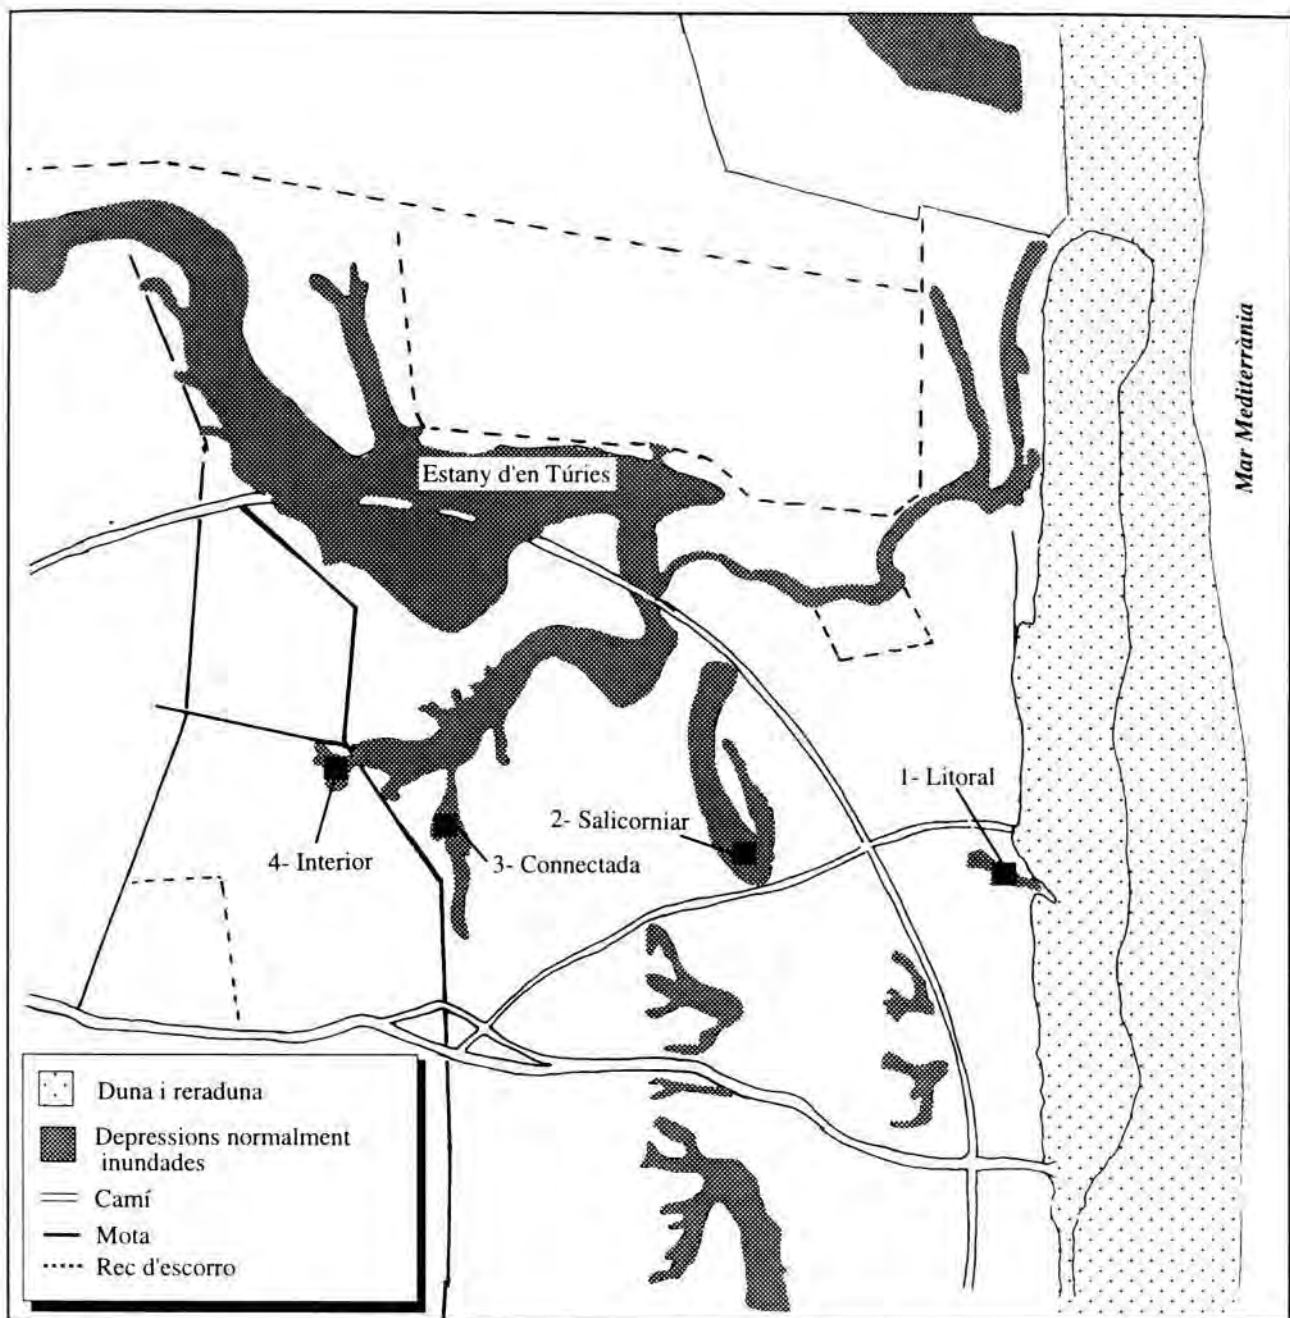 Mar Mediterrània
Estany d'en Túries
1- Litoral
2- Salicorniar
3- Connectada
4- Interior
Duna i reraduna
Depressions normalment
inundades
Camí
Mota
Rec d'escorro